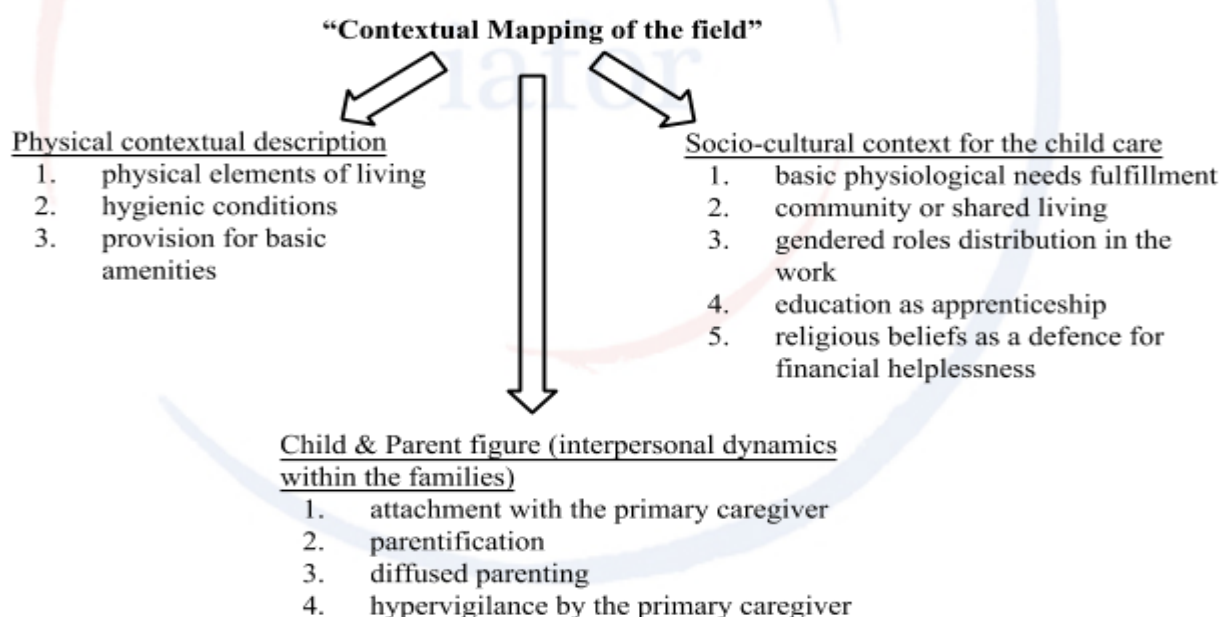 “Contextual Mapping of the field”
iafor
Physical contextual description
1. physical elements of living
2. hygienic conditions
3. provision for basic
amenities
Socio-cultural context for the child care
1. basic physiological needs fulfillment
2. community or shared living
3. gendered roles distribution in the
work
4. education as apprenticeship
5. religious beliefs as a defence for
financial helplessness
Child & Parent figure (interpersonal dynamics
within the families)
1. attachment with the primary caregiver
2. parentification
3. diffused parenting
4. hypervigilance by the primary caregiver